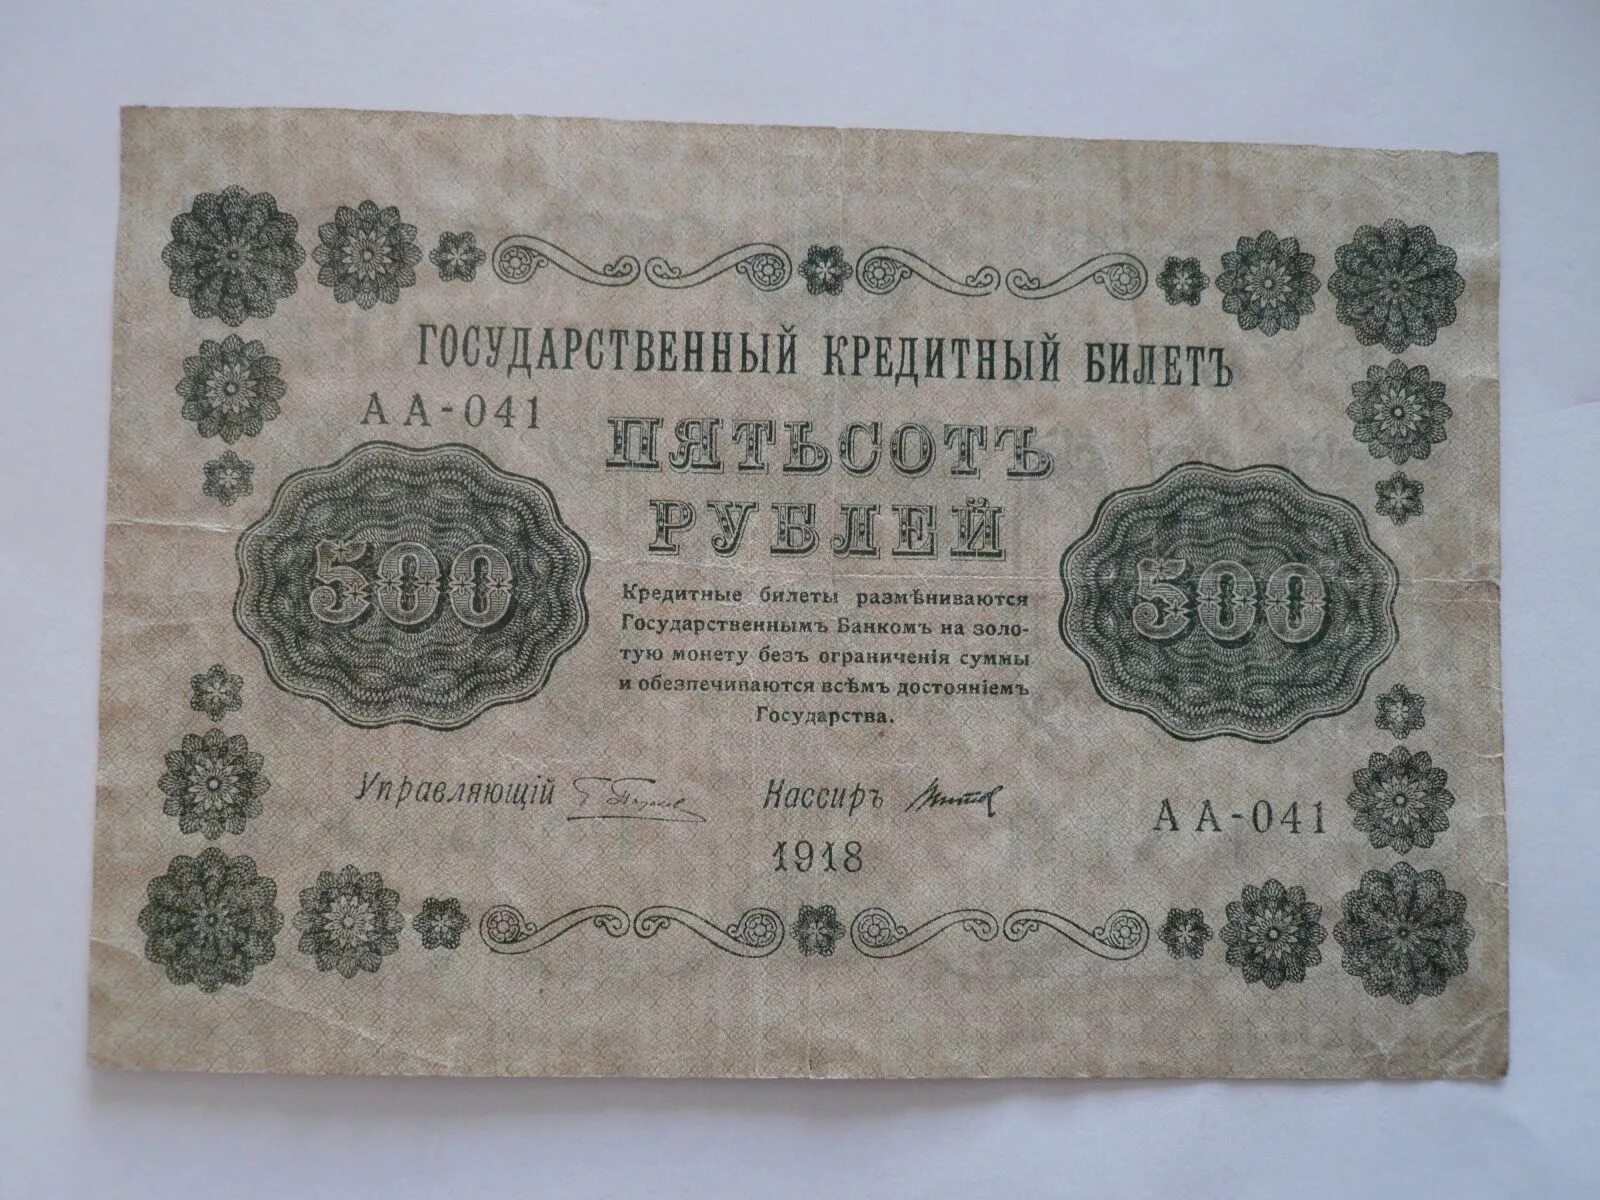 ГОСУДАРСТВЕННЫЙ КРЕДИТНЫЙ БИЛЕТЪ
АА-041
ПЯТЬСОТЪ
РУБЛЕЙ
500
500
Кредитные билеты размѣниваются
Государственнымъ Банкомъ на золо-
тую монету безъ ограниченія суммы
и обезпечиваются всѣмъ достояніемъ
Государства.
Управляющій
Кассиръ
АА-041
1918